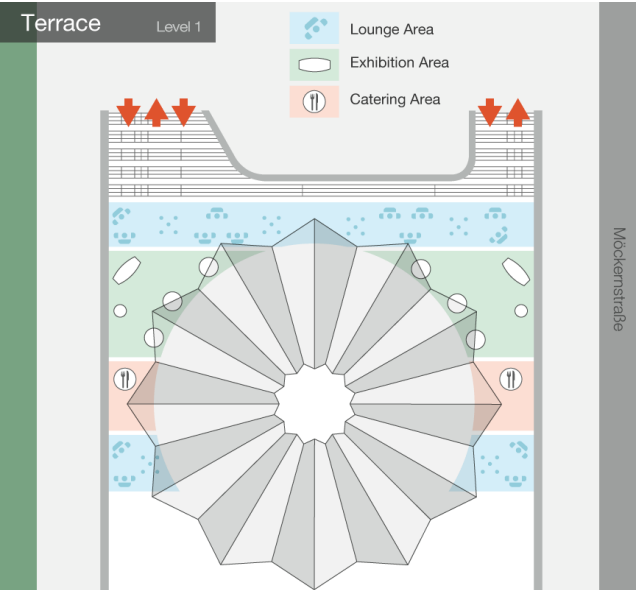 Terrace Level 1
Lounge Area
Exhibition Area
Catering Area
Möckernstraße